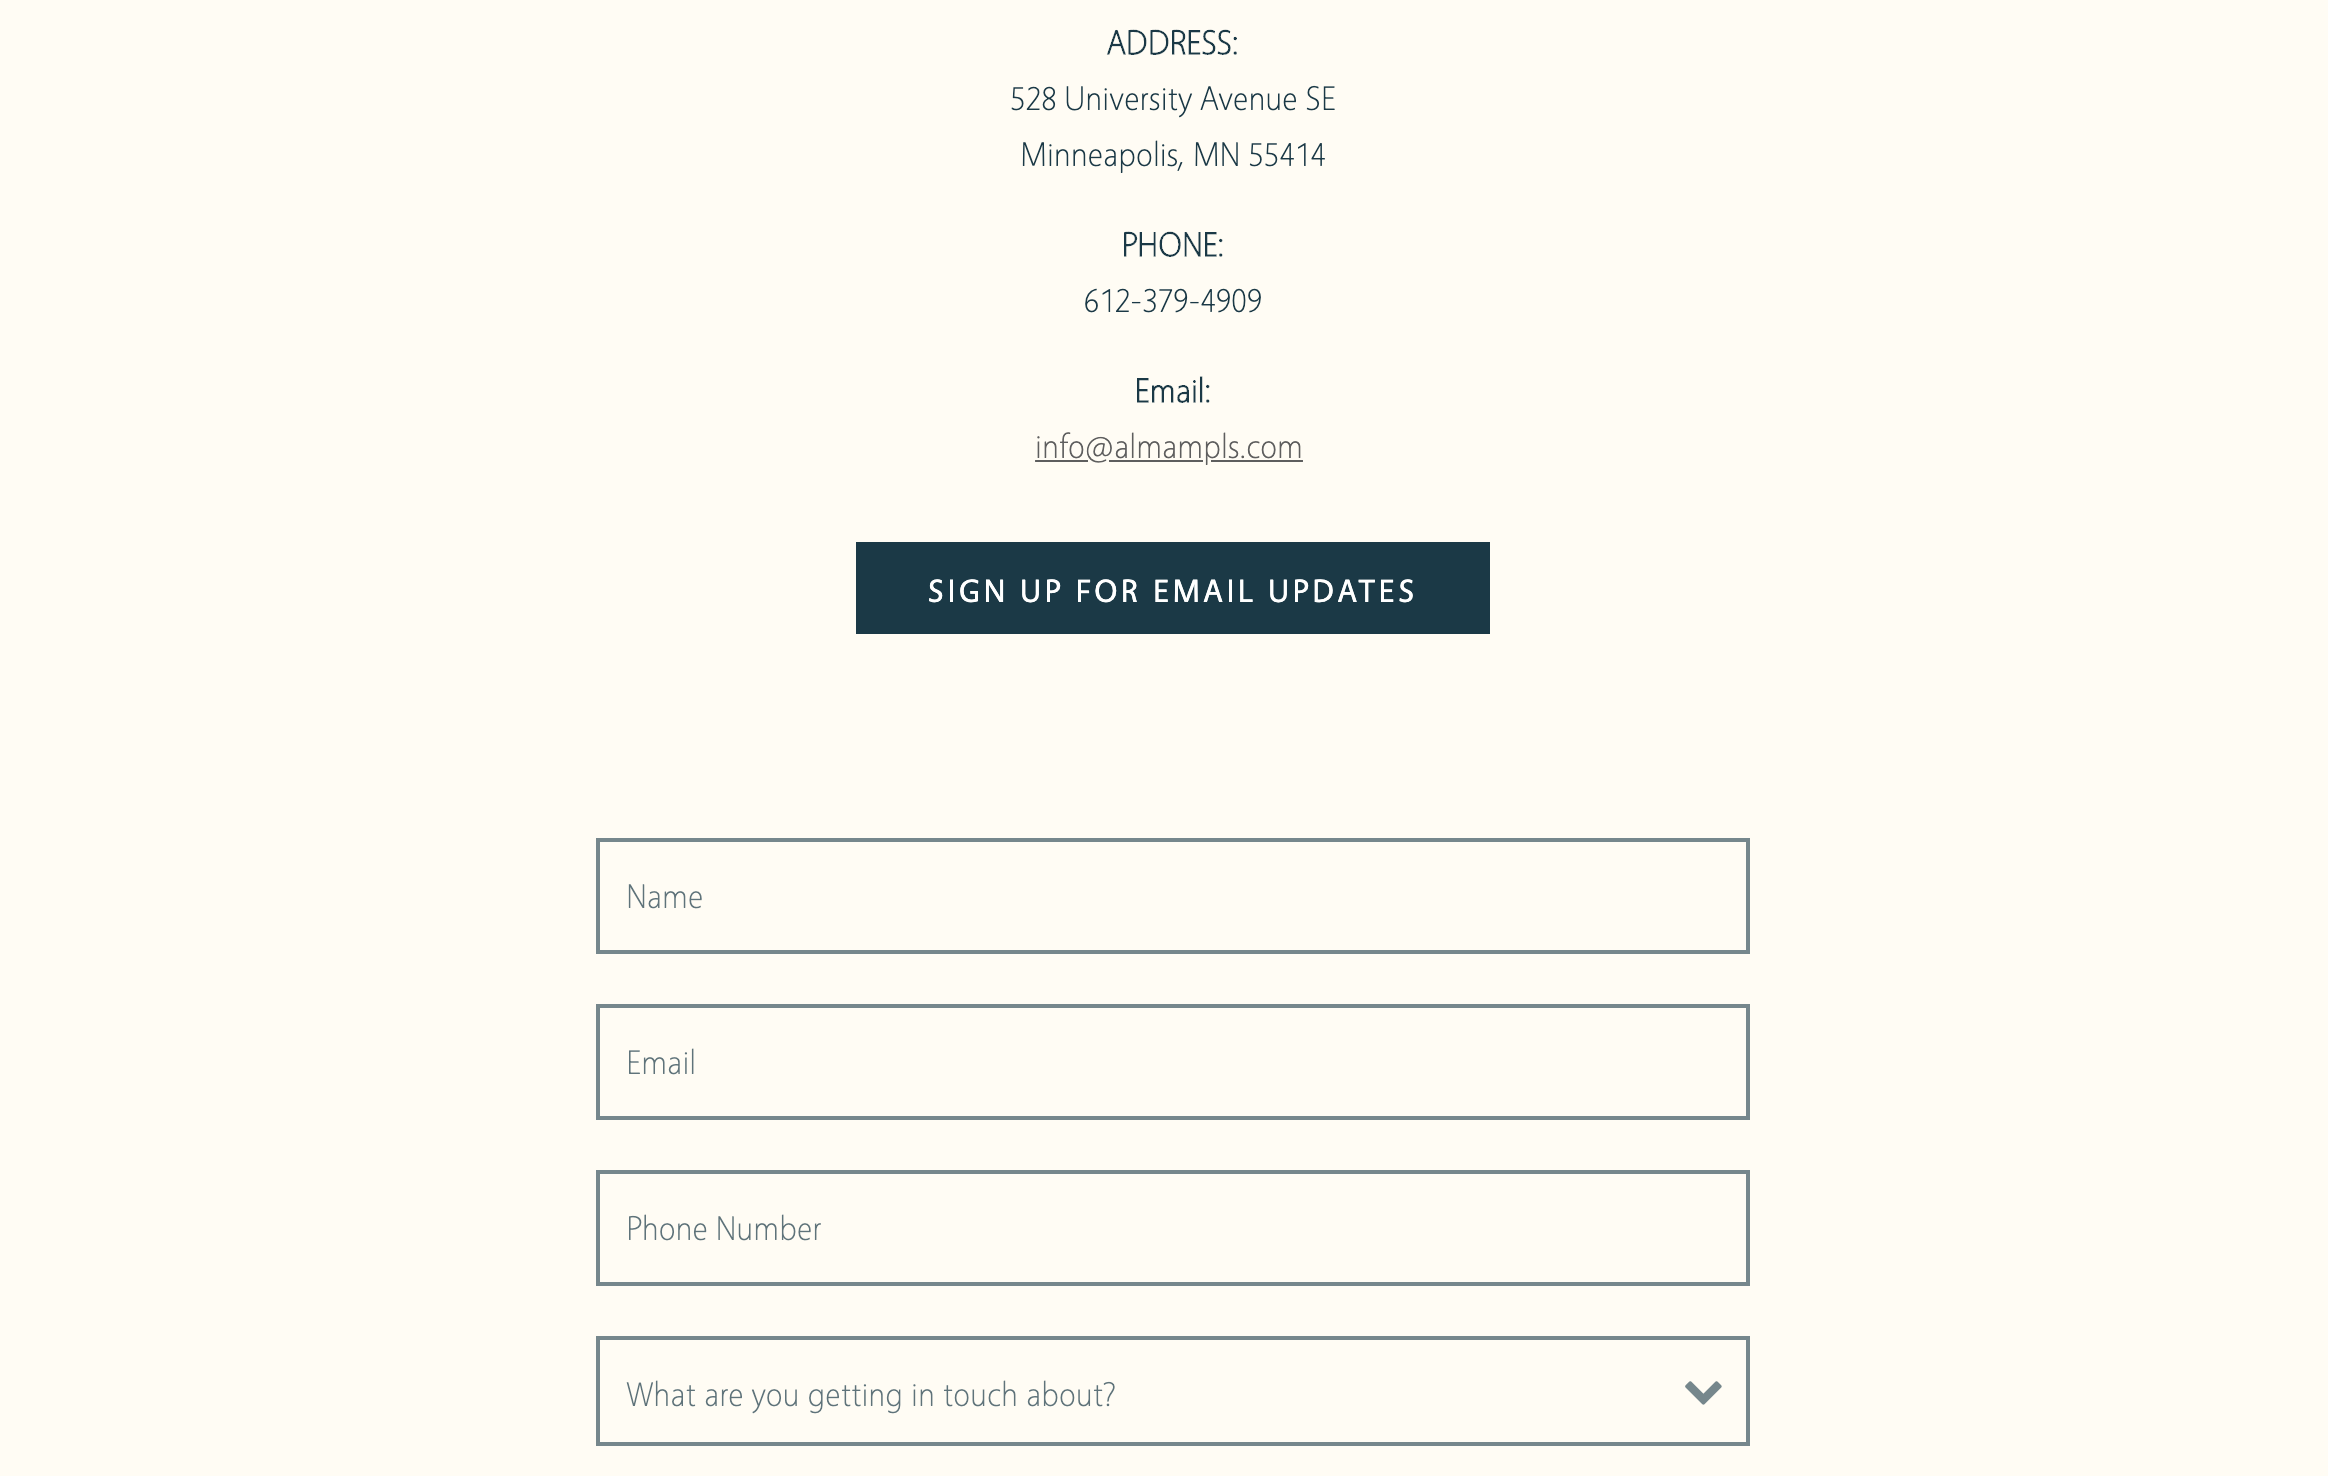 ADDRESS:
528 University Avenue SE
Minneapolis, MN 55414
PHONE:
612-379-4909
Email:
info@almampls.com
SIGN UP FOR EMAIL UPDATES
Name
Email
Phone Number
What are you getting in touch about?